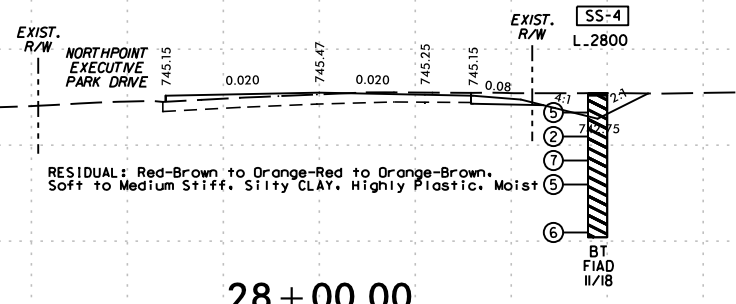 SS-4
L_2800
EXIST.
R/W
EXIST.
R/W
NORTHPOINT
EXECUTIVE
PARK DRIVE
745.15
745.47
745.25
745.15
0.020
0.020
0.08
4:1
2:1
5
2
7
5
6
RESIDUAL: Red-Brown to Orange-Red to Orange-Brown.
Soft to Medium Stiff. Silty CLAY. Highly Plastic. Moist
BT
FIAD
11/18
28+00.00